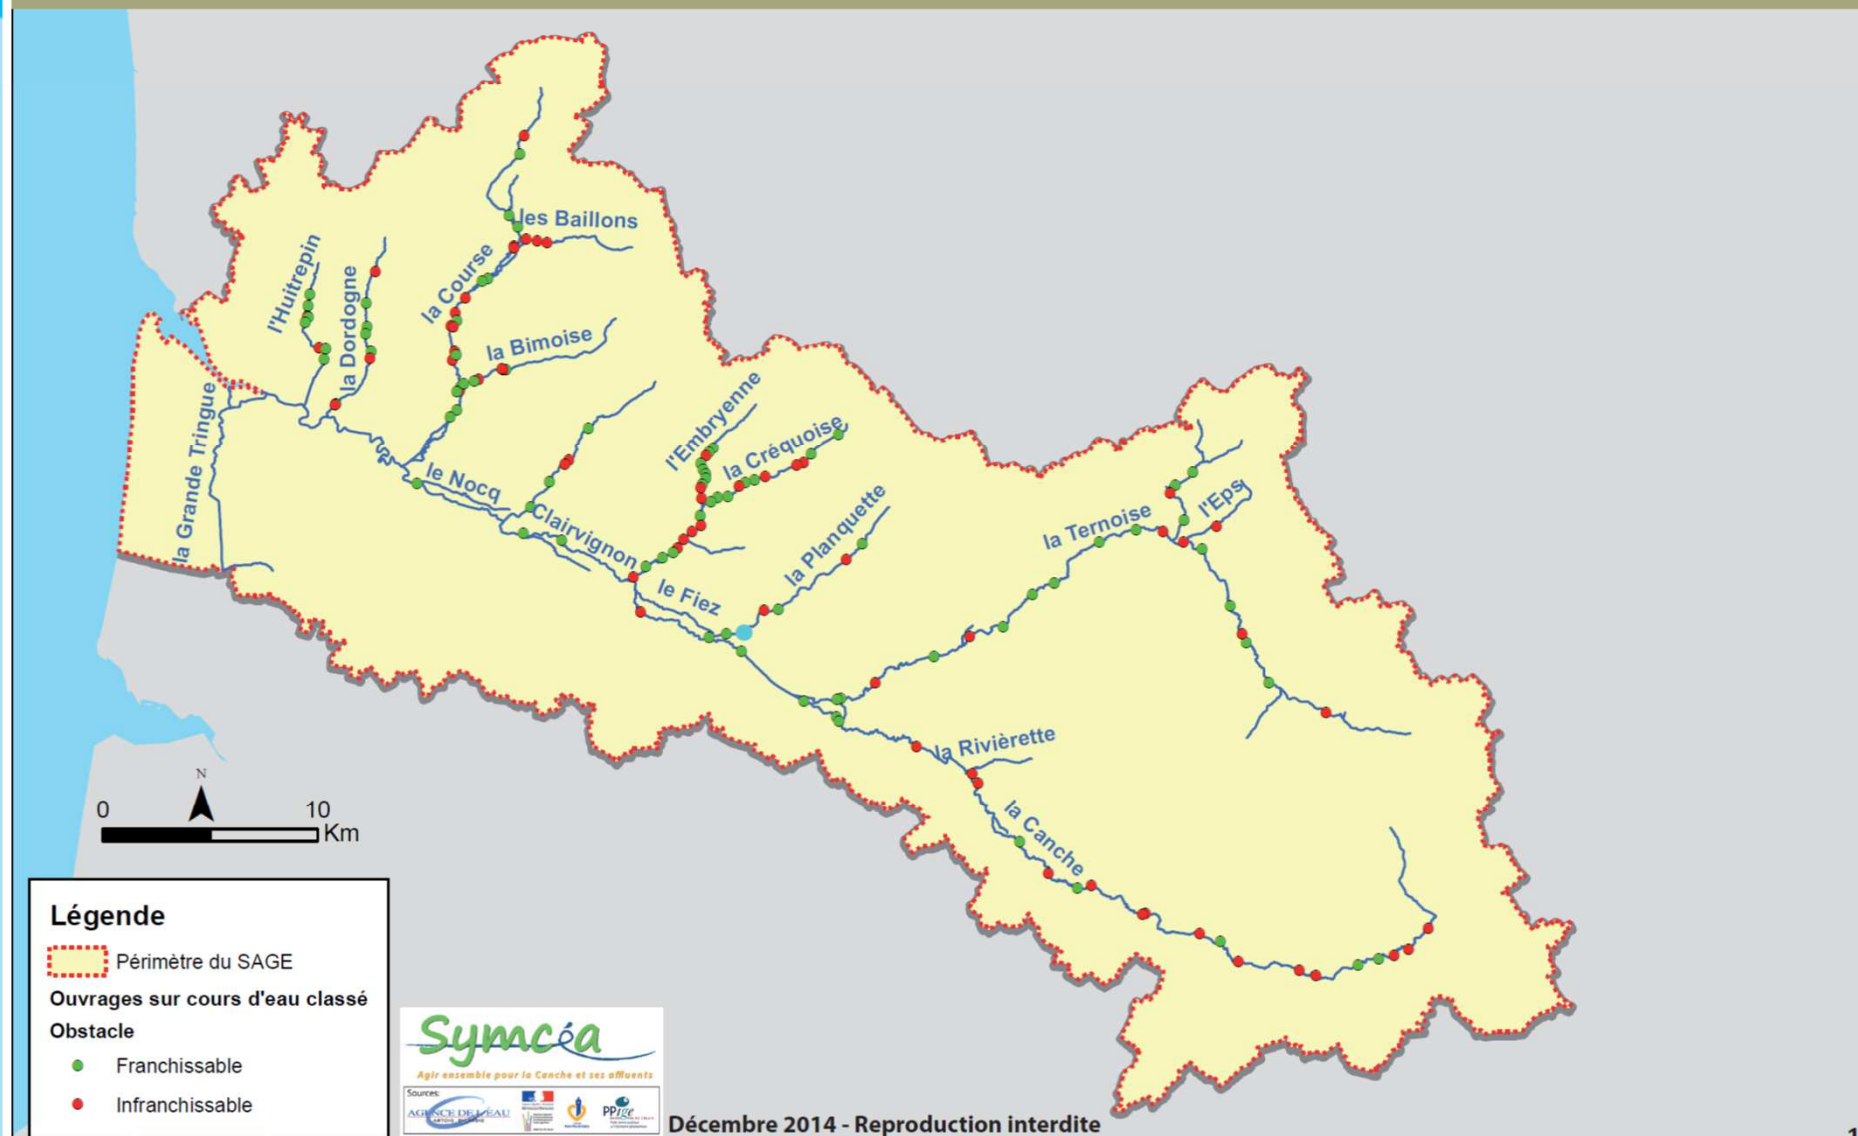 les Baillons
l'Huitrepin
la Dordogne
la Course
la Bimoise
l'Embryenne
la Créquoise
la Grande Tringue
le Nocq
Clairvignon
la Planquette
la Ternoise
l'Eps
le Fiez
la Rivièrette
la Canche
N
0 10
Km
Légende
Périmètre du SAGE
Ouvrages sur cours d'eau classé
Obstacle
Franchissable
Infranchissable
Symcéa
Agir ensemble pour la Canche et ses affluents
Sources:
AGENCE DE L'EAU
PPige
Décembre 2014 - Reproduction interdite